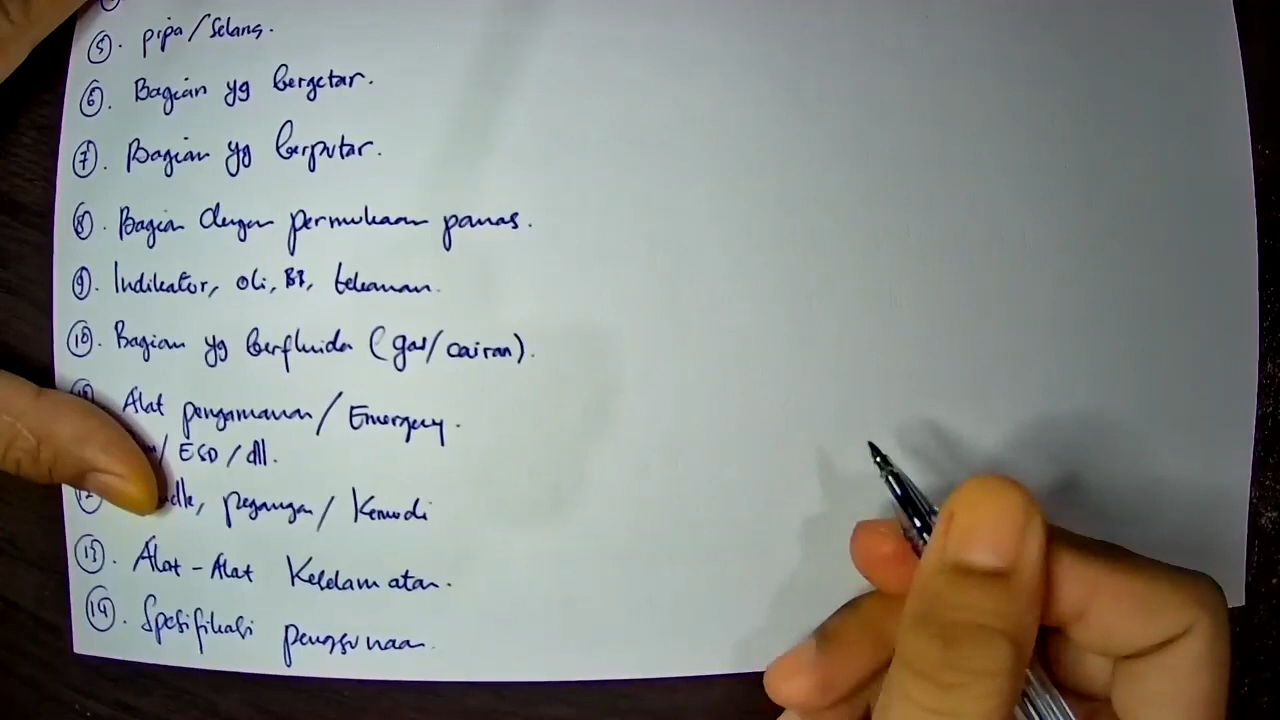 5. pipa/Selang.
6. Bagian yg bergetar.
7. Bagian yg berputar.
8. Bagian dengan permukaan panas.
9. Indikator, oli, BB, tekanan.
10. Bagian yg berfluida (gas/cairan).
Alat pengamanan/Emergency.
/ ESD/dll.
pegangan/Kemudi
13. Alat-Alat Keselamatan.
14. Spesifikasi penggunaan.